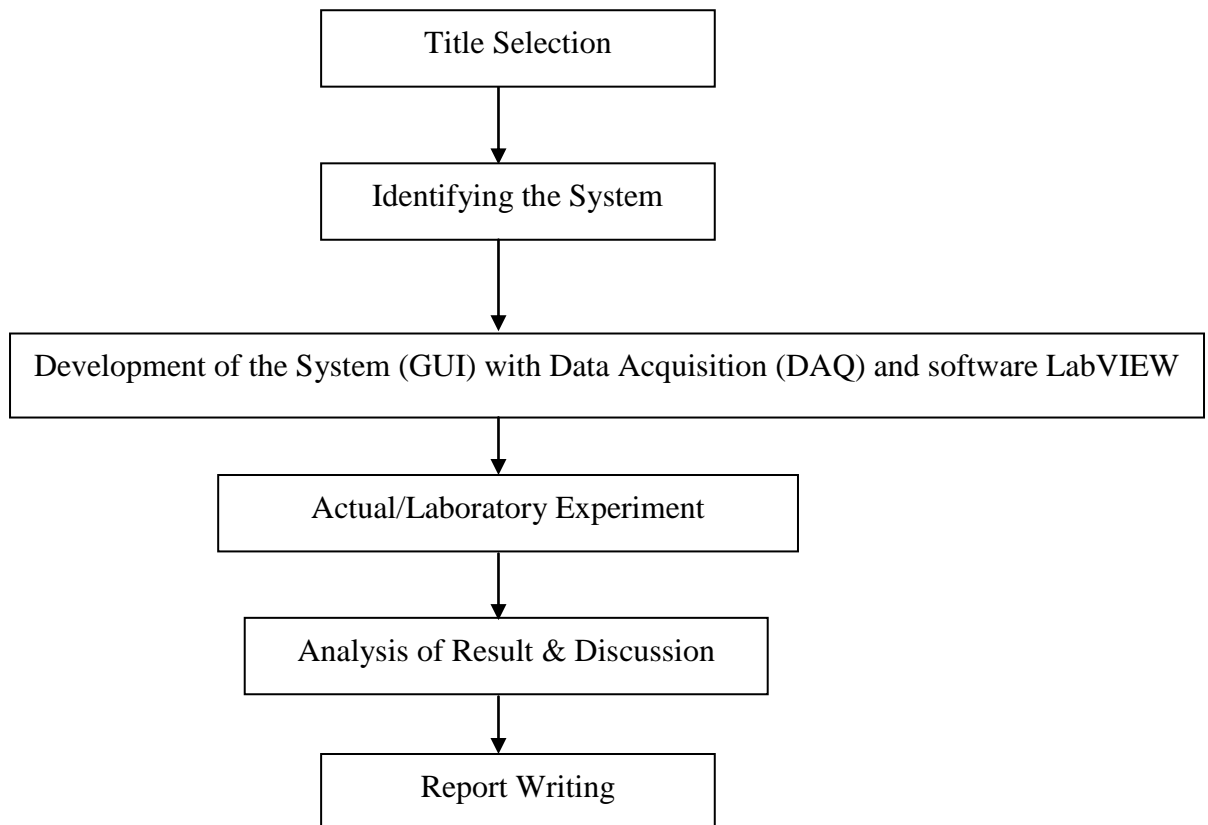 Title Selection
Identifying the System
Development of the System (GUI) with Data Acquisition (DAQ) and software LabVIEW
Actual/Laboratory Experiment
Analysis of Result & Discussion
Report Writing